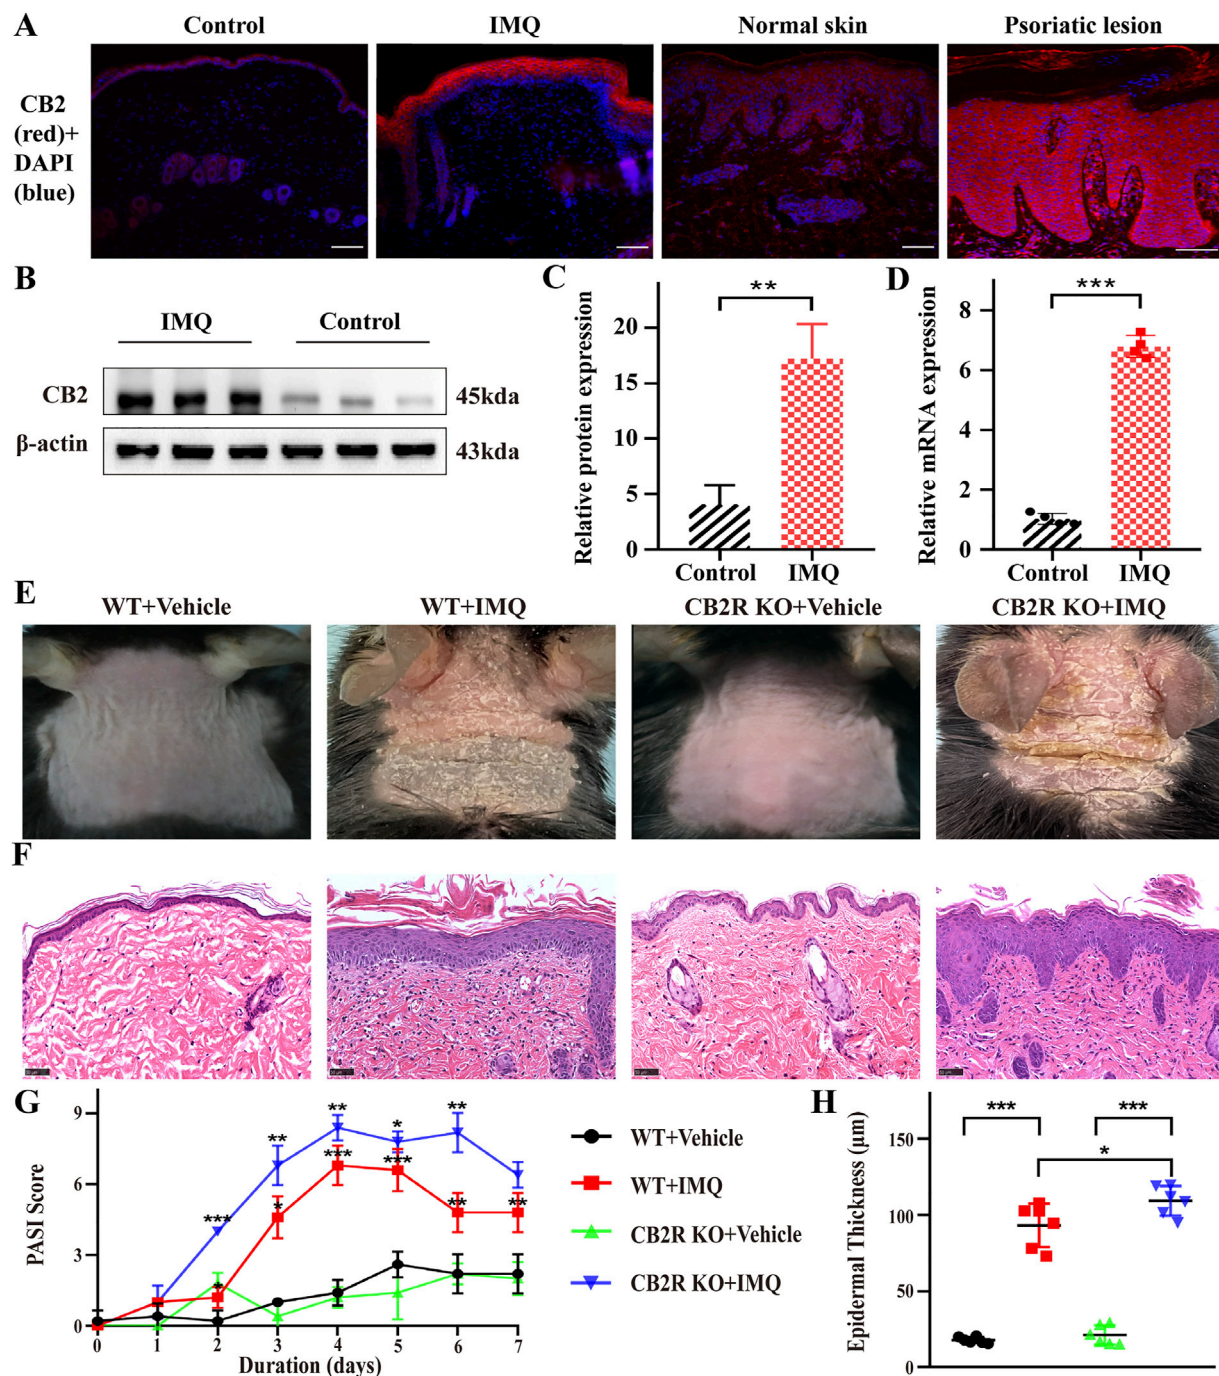 A
Control
IMQ
Normal skin
Psoriatic lesion
CB2
(red)+
DAPI
(blue)
B
IMQ
Control
CB2
45kda
β-actin
43kda
C
**
Relative protein expression
20
15
10
5
0
Control
IMQ
D
***
Relative mRNA expression
8
6
4
2
0
Control
IMQ
E
WT+Vehicle
WT+IMQ
CB2R KO+Vehicle
CB2R KO+IMQ
F
G
PASI Score
9
6
3
0
**
**
*
**
***
***
***
*
**
**
*
0 1 2 3 4 5 6 7
Duration (days)
WT+Vehicle
WT+IMQ
CB2R KO+Vehicle
CB2R KO+IMQ
H
***
***
*
Epidermal Thickness (μm)
150
100
50
0